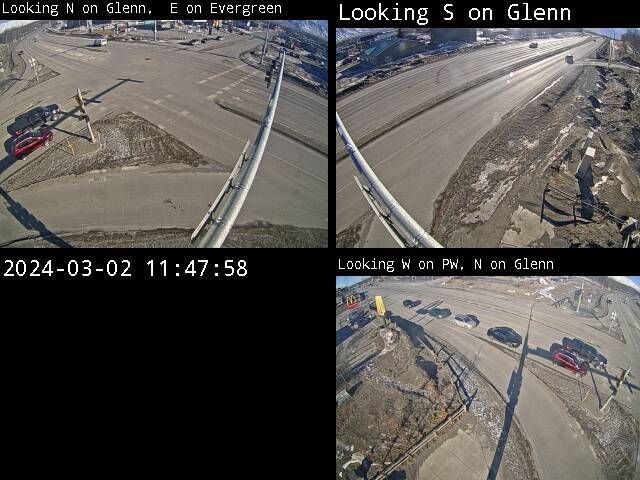 Looking N on Glenn,  E on Evergreen
Looking S on Glenn
2024-03-02 11:47:58
Looking W on PW, N on Glenn